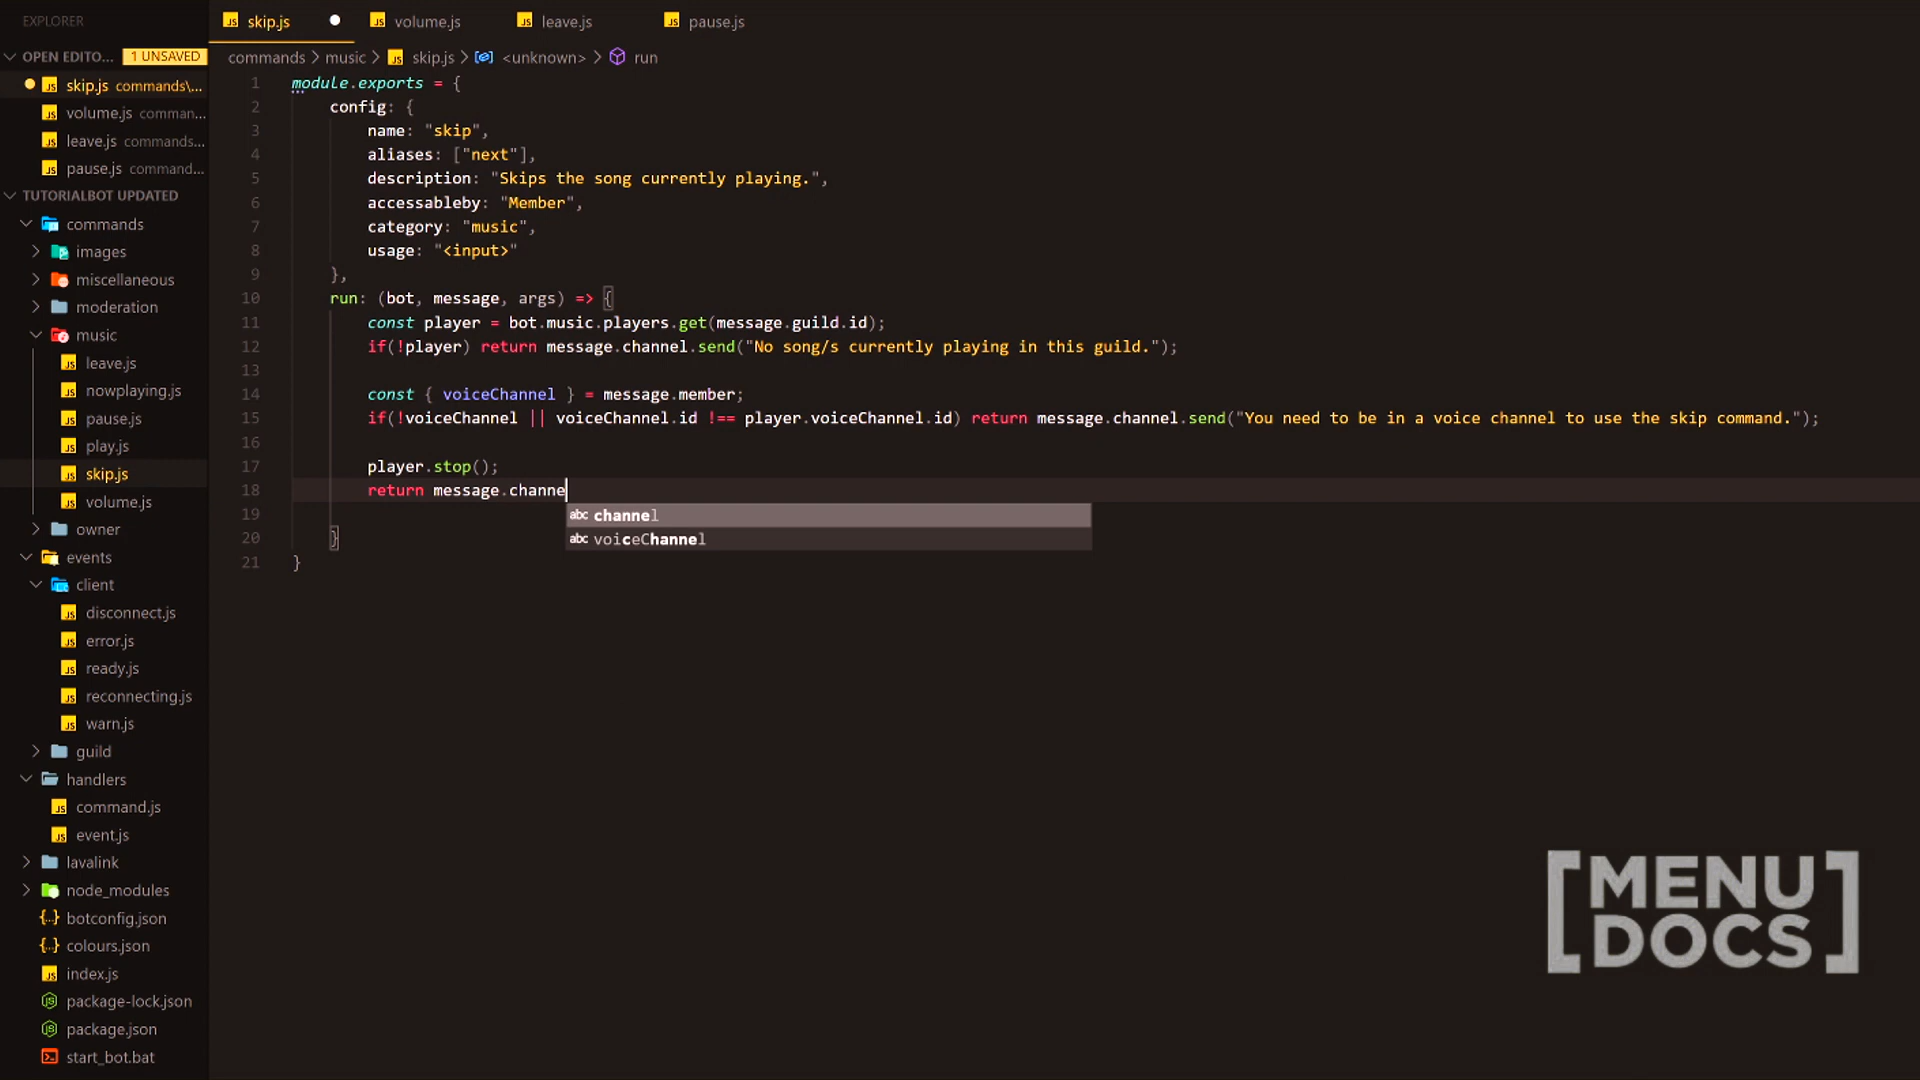 EXPLORER
OPEN EDITO... 1 UNSAVED
skip.js commands\...
volume.js comman...
leave.js commands...
pause.js command...
TUTORIALBOT UPDATED
commands
images
miscellaneous
moderation
music
leave.js
nowplaying.js
pause.js
play.js
skip.js
volume.js
owner
events
client
disconnect.js
error.js
ready.js
reconnecting.js
warn.js
guild
handlers
command.js
event.js
lavalink
node_modules
botconfig.json
colours.json
index.js
package-lock.json
package.json
start_bot.bat
skip.js volume.js leave.js pause.js
commands > music > skip.js > <unknown> > run
1 module.exports = {
2 config: {
3 name: "skip",
4 aliases: ["next"],
5 description: "Skips the song currently playing.",
6 accessableby: "Member",
7 category: "music",
8 usage: "<input>"
9 },
10 run: (bot, message, args) => {
11 const player = bot.music.players.get(message.guild.id);
12 if(!player) return message.channel.send("No song/s currently playing in this guild.");
13
14 const { voiceChannel } = message.member;
15 if(!voiceChannel || voiceChannel.id !== player.voiceChannel.id) return message.channel.send("You need to be in a voice channel to use the skip command.");
16
17 player.stop();
18 return message.channe
19
abc channel
20 }
abc voiceChannel
21 }
[MENU
DOCS]